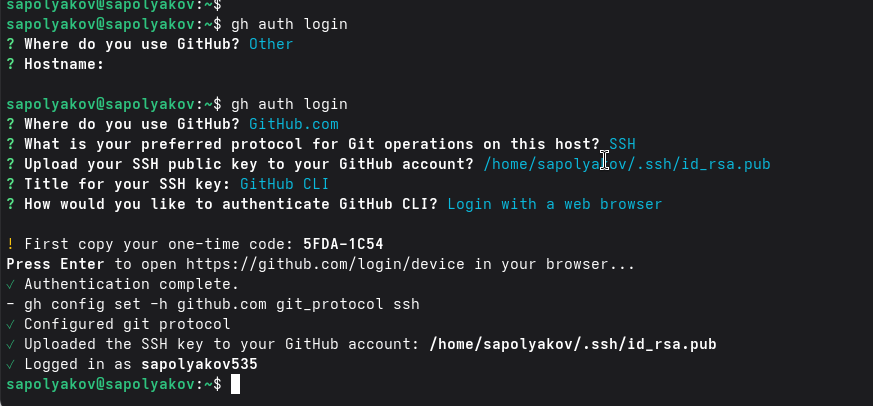 sapolyakov@sapolyakov:~$
sapolyakov@sapolyakov:~$ gh auth login
? Where do you use GitHub? Other
? Hostname:
sapolyakov@sapolyakov:~$ gh auth login
? Where do you use GitHub? GitHub.com
? What is your preferred protocol for Git operations on this host? SSH
? Upload your SSH public key to your GitHub account? /home/sapolyakov/.ssh/id_rsa.pub
? Title for your SSH key: GitHub CLI
? How would you like to authenticate GitHub CLI? Login with a web browser
! First copy your one-time code: 5FDA-1C54
Press Enter to open https://github.com/login/device in your browser...
✓ Authentication complete.
- gh config set -h github.com git_protocol ssh
✓ Configured git protocol
✓ Uploaded the SSH key to your GitHub account: /home/sapolyakov/.ssh/id_rsa.pub
✓ Logged in as sapolyakov535
sapolyakov@sapolyakov:~$